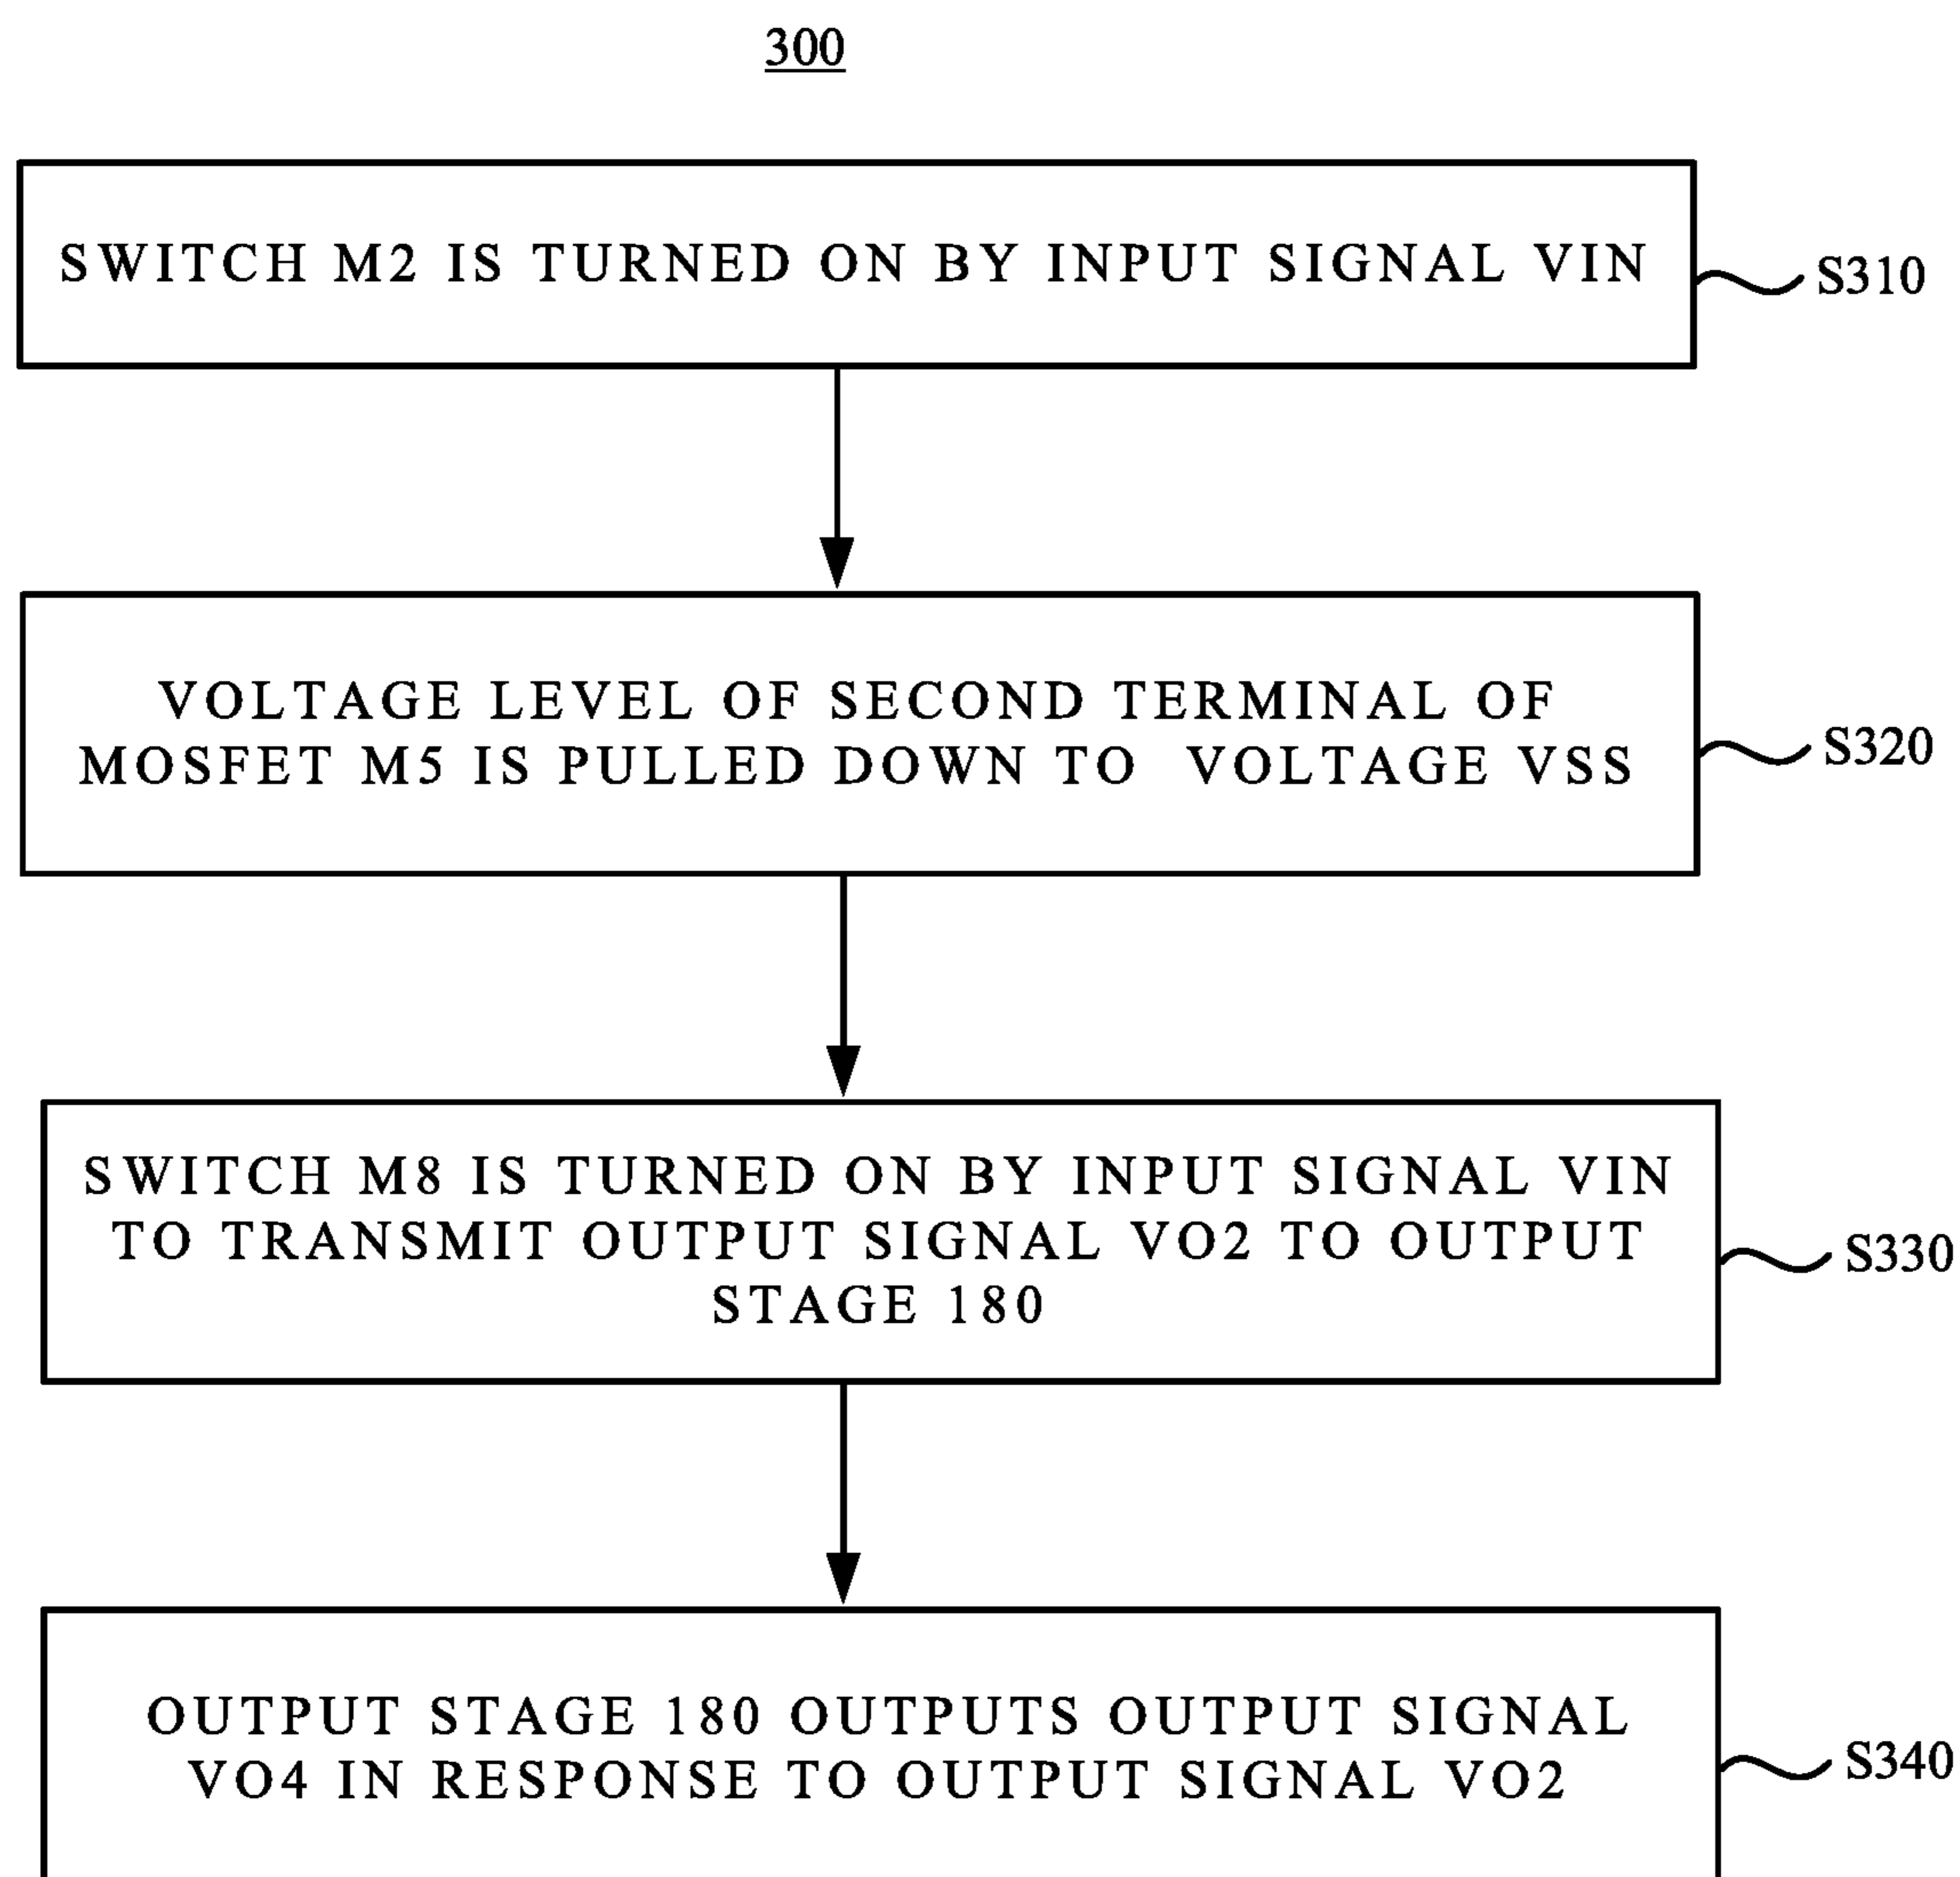 300
SWITCH M2 IS TURNED ON BY INPUT SIGNAL VIN
S310
VOLTAGE LEVEL OF SECOND TERMINAL OF
MOSFET M5 IS PULLED DOWN TO VOLTAGE VSS
S320
SWITCH M8 IS TURNED ON BY INPUT SIGNAL VIN
TO TRANSMIT OUTPUT SIGNAL VO2 TO OUTPUT
STAGE 180
S330
OUTPUT STAGE 180 OUTPUTS OUTPUT SIGNAL
VO4 IN RESPONSE TO OUTPUT SIGNAL VO2
S340